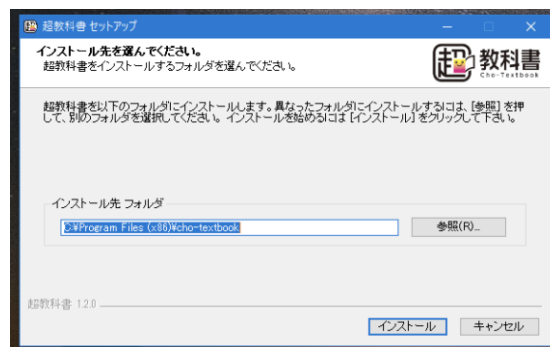 超教科書 セットアップ
インストール先を選んでください。
超教科書をインストールするフォルダを選んでください。
超 教科書
Cho-Textbook
超教科書を以下のフォルダにインストールします。異なったフォルダにインストールするには、[参照] を押
して、別のフォルダを選択してください。インストールを始めるには [インストール] をクリックして下さい。
インストール先 フォルダ
C:¥Program Files (x86)¥cho-textbook
参照(R)...
超教科書 1.2.0
インストール
キャンセル